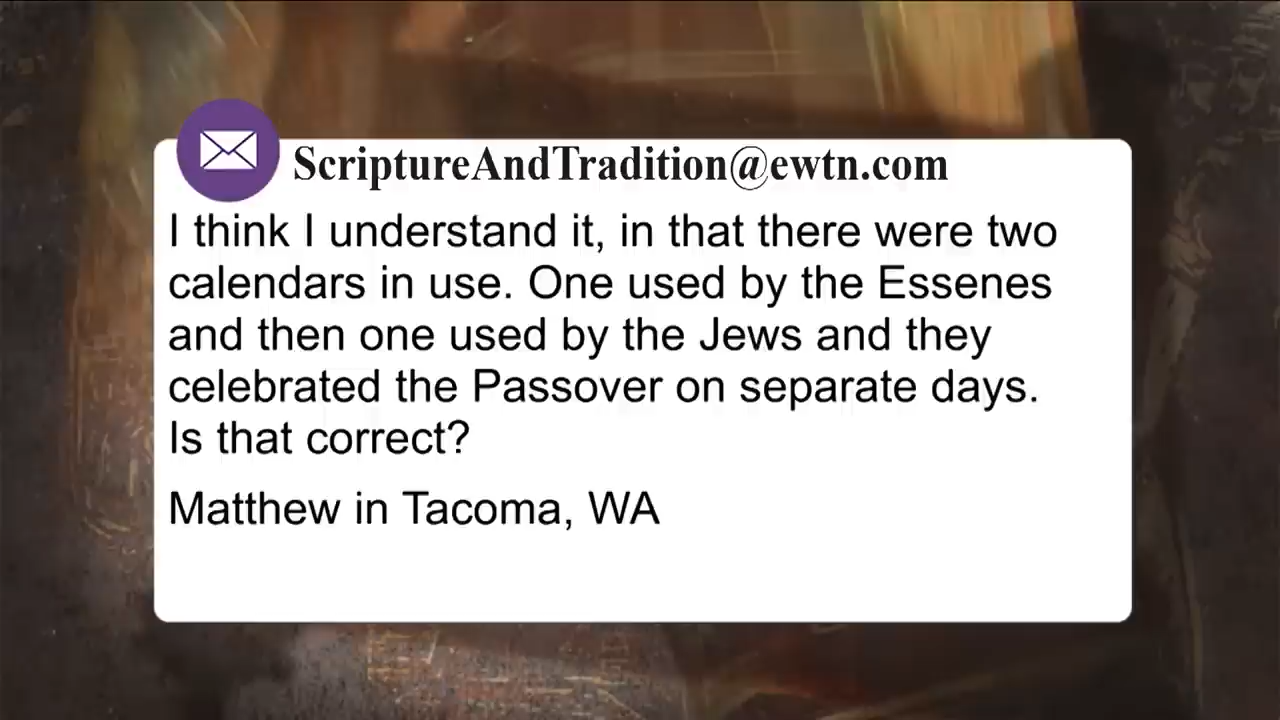 ScriptureAndTradition@ewtn.com
I think I understand it, in that there were two
calendars in use. One used by the Essenes
and then one used by the Jews and they
celebrated the Passover on separate days.
Is that correct?
Matthew in Tacoma, WA